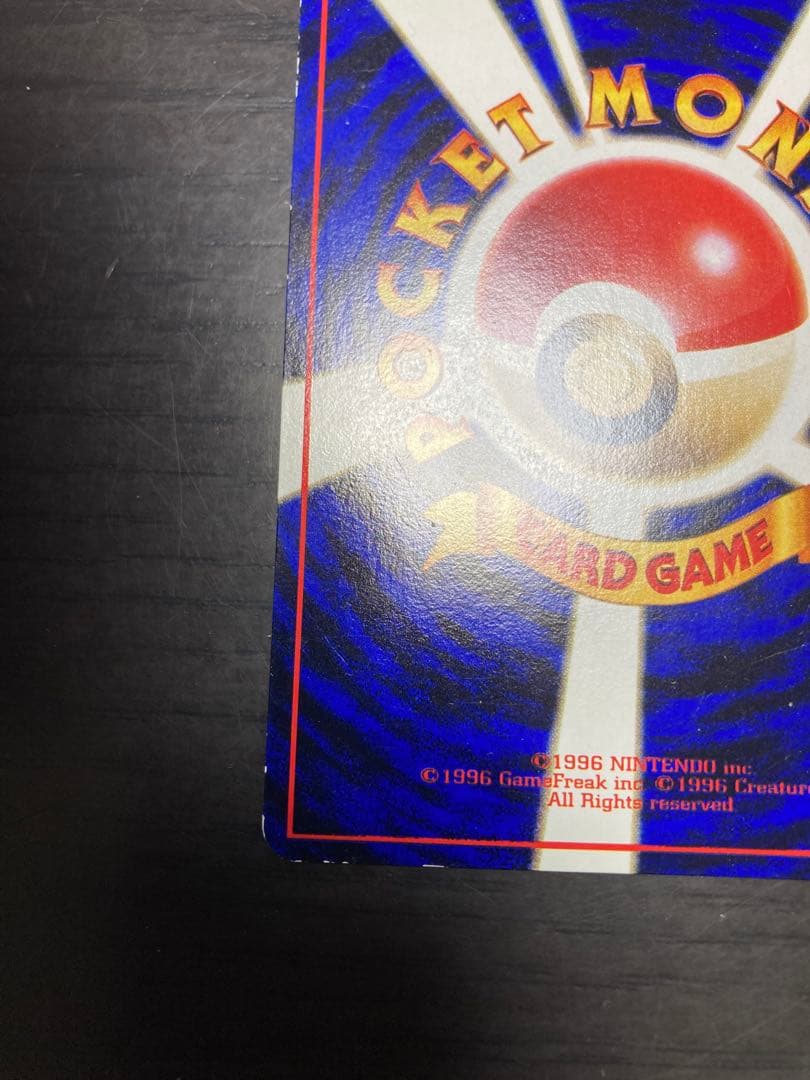 POCKET MON
CARD GAME
©1996 NINTENDO inc.
©1996 GameFreak inc. ©1996 Creature
All Rights reserved.